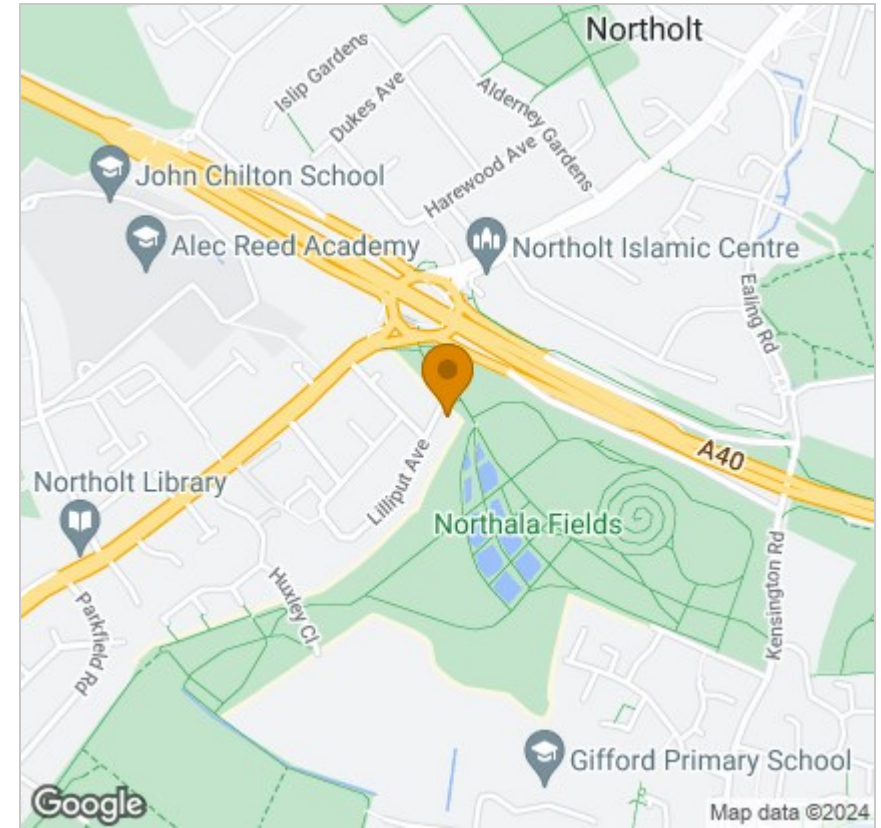 Northolt
Islip Gardens
Dukes Ave
Alderney Gardens
Harewood Ave
John Chilton School
Alec Reed Academy
Northolt Islamic Centre
Ealing Rd
A40
Northolt Library
Lilliput Ave
Northala Fields
Kensington Rd
Huxley Cl
Parkfield Rd
Gifford Primary School
Google
Map data ©2024